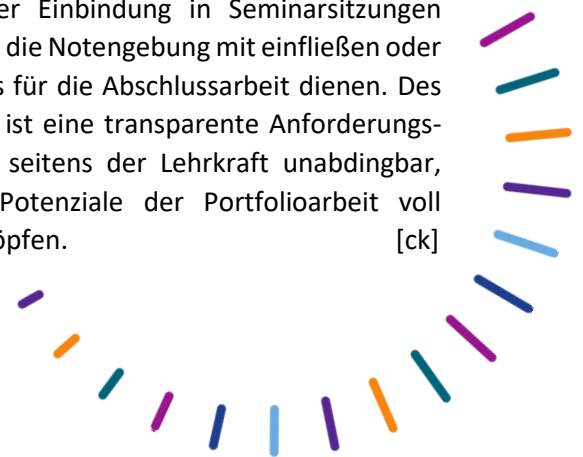 er Einbindung in Seminarsitzungen
die Notengebung mit einfließen oder
s für die Abschlussarbeit dienen. Des
ist eine transparente Anforderungs-
seitens der Lehrkraft unabdingbar,
Potenziale der Portfolioarbeit voll
öpfen. [ck]